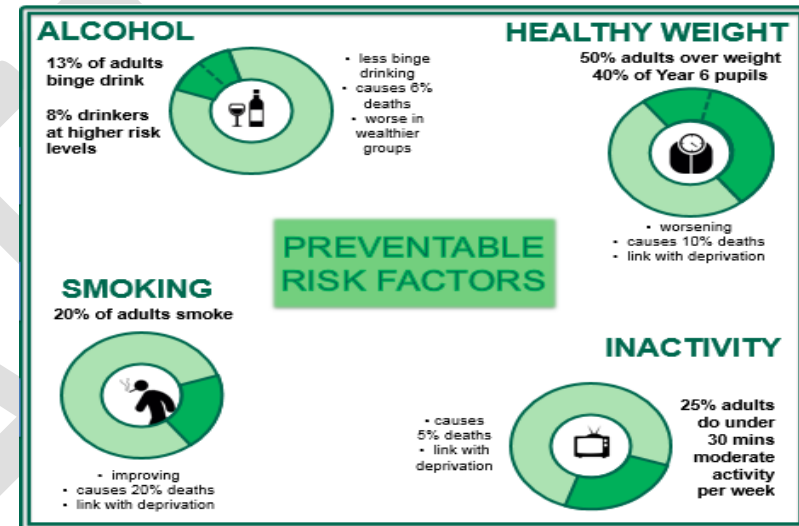 ALCOHOL
13% of adults
binge drink
8% drinkers
at higher risk
levels
• less binge
drinking
• causes 6%
deaths
• worse in
wealthier
groups
HEALTHY WEIGHT
50% adults over weight
40% of Year 6 pupils
• worsening
• causes 10% deaths
• link with deprivation
PREVENTABLE
RISK FACTORS
SMOKING
20% of adults smoke
• improving
• causes 20% deaths
• link with deprivation
INACTIVITY
• causes
5% deaths
• link with
deprivation
25% adults
do under
30 mins
moderate
activity
per week